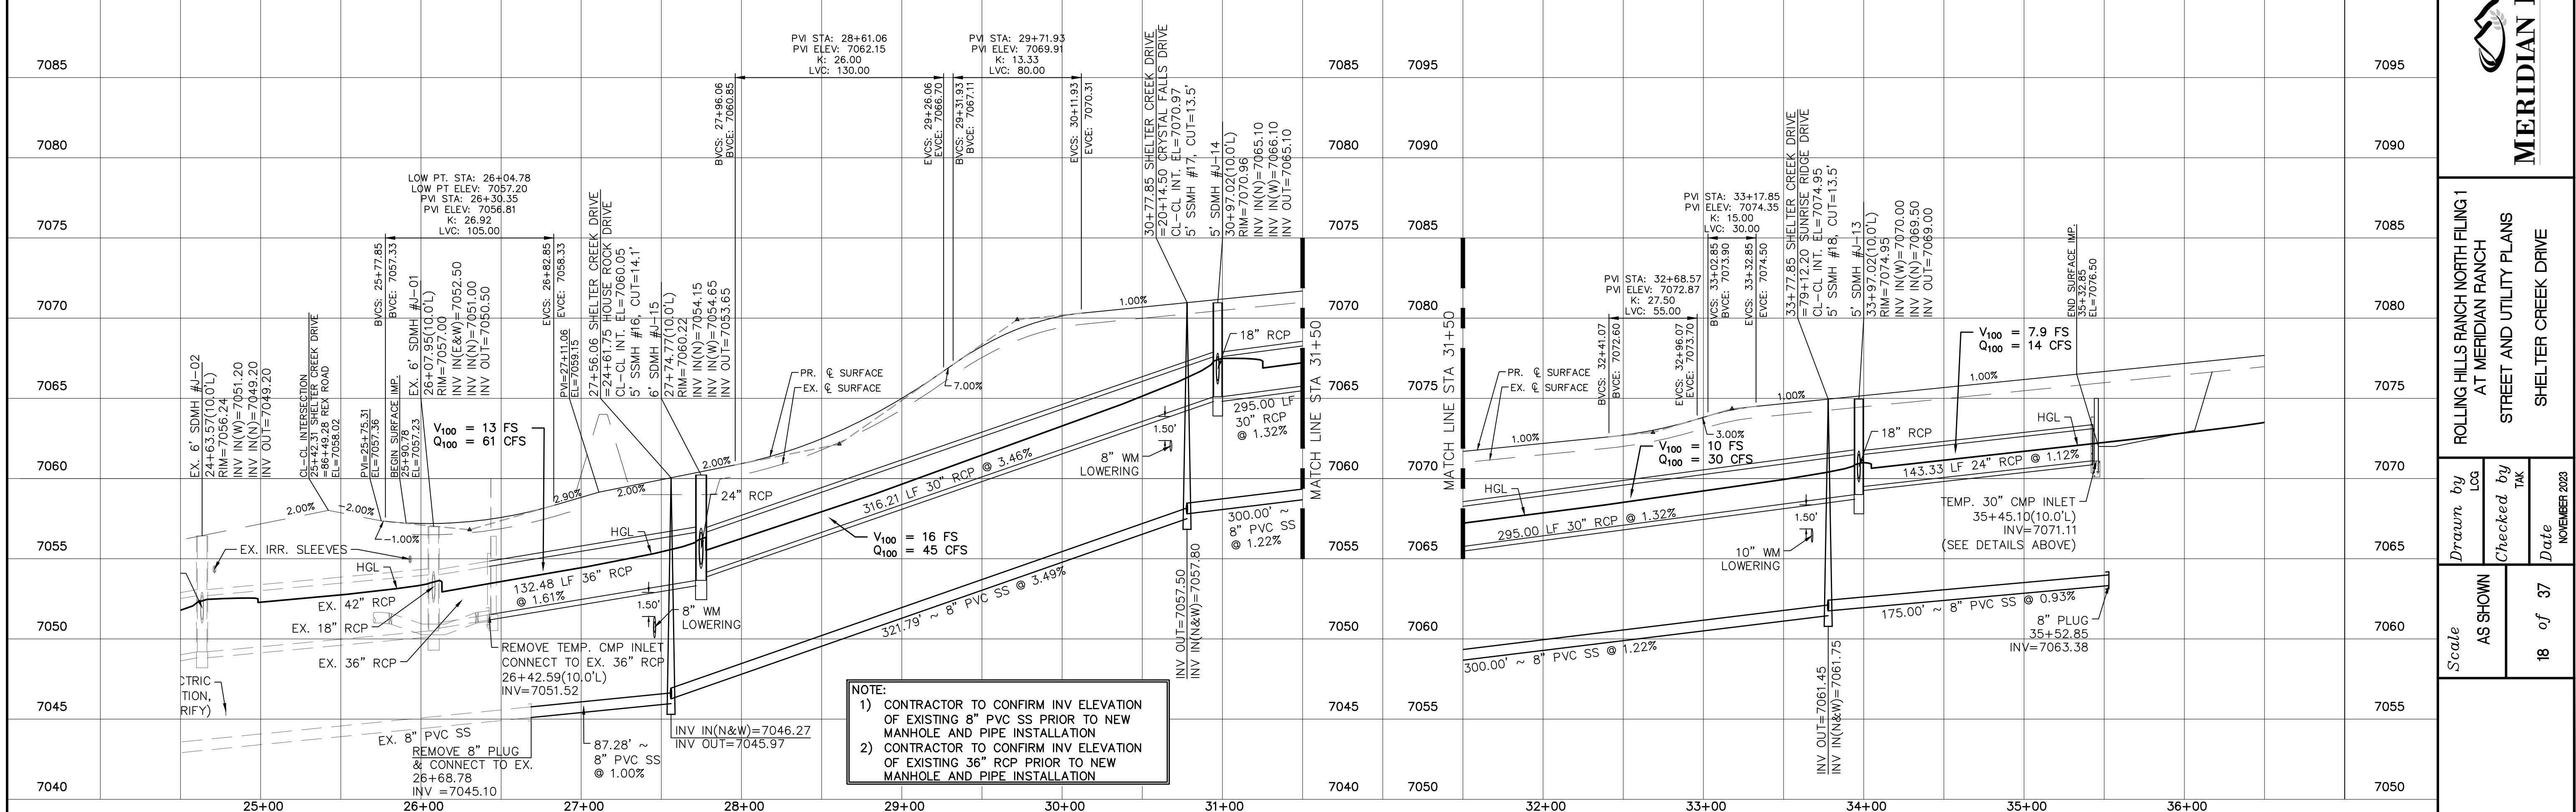 7085
7080
7075
7070
7065
7060
7055
7050
7045
7040
EX. 6' SDMH #J-02
24+63.57(10.0'L)
RIM=7056.24
INV IN(W)=7051.20
INV IN(N)=7049.20
INV OUT=7049.20
CL-CL INTERSECTION
25+42.31 SHELTER CREEK DRIVE
=86+49.28 REX ROAD
EL=7058.02
PVI=25+75.31
EL=7057.36
BEGIN SURFACE IMP.
25+90.78
EL=7057.23
LOW PT. STA: 26+04.78
LOW PT ELEV: 7057.20
PVI STA: 26+30.35
PVI ELEV: 7056.81
K: 26.92
LVC: 105.00
BVCS: 25+77.85
BVCE: 7057.33
EVCS: 26+82.85
EVCE: 7058.33
EX. 6' SDMH #J-01
26+07.95(10.0'L)
RIM=7057.00
INV IN(E&W)=7052.50
INV IN(N)=7051.00
INV OUT=7050.50
V100 = 13 FS
Q100 = 61 CFS
PVI=27+11.06
EL=7059.15
27+56.06 SHELTER CREEK DRIVE
=24+61.75 HOUSE ROCK DRIVE
CL-CL INT. EL=7060.05
5' SSMH #16, CUT=14.1'
6' SDMH #J-15
27+74.77(10.0'L)
RIM=7060.22
INV IN(N)=7054.15
INV IN(W)=7054.65
INV OUT=7053.65
PVI STA: 28+61.06
PVI ELEV: 7062.15
K: 26.00
LVC: 130.00
BVCS: 27+96.06
BVCE: 7060.85
EVCS: 29+26.06
EVCE: 7066.70
PVI STA: 29+71.93
PVI ELEV: 7069.91
K: 13.33
LVC: 80.00
BVCS: 29+31.93
BVCE: 7067.11
EVCS: 30+11.93
EVCE: 7070.31
30+77.85 SHELTER CREEK DRIVE
=20+14.50 CRYSTAL FALLS DRIVE
CL-CL INT. EL=7070.97
5' SSMH #17, CUT=13.5'
5' SDMH #J-14
30+97.02(10.0'L)
RIM=7070.96
INV IN(N)=7065.10
INV IN(W)=7066.10
INV OUT=7065.10
2.00%
-2.00%
-1.00%
2.90%
2.00%
2.00%
7.00%
1.00%
PR. ℄ SURFACE
EX. ℄ SURFACE
EX. IRR. SLEEVES
HGL
EX. 42" RCP
EX. 18" RCP
EX. 36" RCP
132.48 LF 36" RCP
@ 1.61%
HGL
24" RCP
316.21 LF 30" RCP @ 3.46%
V100 = 16 FS
Q100 = 45 CFS
1.50'
8" WM
LOWERING
321.79' ~ 8" PVC SS @ 3.49%
REMOVE TEMP. CMP INLET
CONNECT TO EX. 36" RCP
26+42.59(10.0'L)
INV=7051.52
CTRIC
TION,
RIFY)
EX. 8" PVC SS
REMOVE 8" PLUG
& CONNECT TO EX.
26+68.78
INV =7045.10
87.28' ~
8" PVC SS
@ 1.00%
INV IN(N&W)=7046.27
INV OUT=7045.97
1.50'
8" WM
LOWERING
18" RCP
295.00 LF
30" RCP
@ 1.32%
300.00' ~
8" PVC SS
@ 1.22%
INV OUT=7057.50
INV IN(N&W)=7057.80
NOTE:
1) CONTRACTOR TO CONFIRM INV ELEVATION
OF EXISTING 8" PVC SS PRIOR TO NEW
MANHOLE AND PIPE INSTALLATION
2) CONTRACTOR TO CONFIRM INV ELEVATION
OF EXISTING 36" RCP PRIOR TO NEW
MANHOLE AND PIPE INSTALLATION
25+00
26+00
27+00
28+00
29+00
30+00
31+00
MATCH LINE STA 31+50
7085
7080
7075
7070
7065
7060
7055
7050
7045
7040
7095
7090
7085
7080
7075
7070
7065
7060
7055
7050
MATCH LINE STA 31+50
PR. ℄ SURFACE
EX. ℄ SURFACE
1.00%
HGL
PVI STA: 32+68.57
PVI ELEV: 7072.87
K: 27.50
LVC: 55.00
BVCS: 32+41.07
BVCE: 7072.60
EVCS: 32+96.07
EVCE: 7073.70
PVI STA: 33+17.85
PVI ELEV: 7074.35
K: 15.00
LVC: 30.00
BVCS: 33+02.85
BVCE: 7073.90
EVCS: 33+32.85
EVCE: 7074.50
3.00%
V100 = 10 FS
Q100 = 30 CFS
295.00 LF 30" RCP @ 1.32%
300.00' ~ 8" PVC SS @ 1.22%
33+77.85 SHELTER CREEK DRIVE
=79+12.20 SUNRISE RIDGE DRIVE
CL-CL INT. EL=7074.95
5' SSMH #18, CUT=13.5'
5' SDMH #J-13
33+97.02(10.0'L)
RIM=7074.95
INV IN(W)=7070.00
INV IN(N)=7069.50
INV OUT=7069.00
1.00%
1.00%
18" RCP
V100 = 7.9 FS
Q100 = 14 CFS
END SURFACE IMP.
35+32.85
EL=7076.50
HGL
143.33 LF 24" RCP @ 1.12%
1.50'
10" WM
LOWERING
TEMP. 30" CMP INLET
35+45.10(10.0'L)
INV=7071.11
(SEE DETAILS ABOVE)
175.00' ~ 8" PVC SS @ 0.93%
8" PLUG
35+52.85
INV=7063.38
INV OUT=7061.45
INV IN(N&W)=7061.75
32+00
33+00
34+00
35+00
36+00
7095
7090
7085
7080
7075
7070
7065
7060
7055
7050
MERIDIAN
ROLLING HILLS RANCH NORTH FILING 1
AT MERIDIAN RANCH
STREET AND UTILITY PLANS
SHELTER CREEK DRIVE
Drawn by
LCG
Checked by
TAK
Date
NOVEMBER 2023
Scale
AS SHOWN
18 of 37